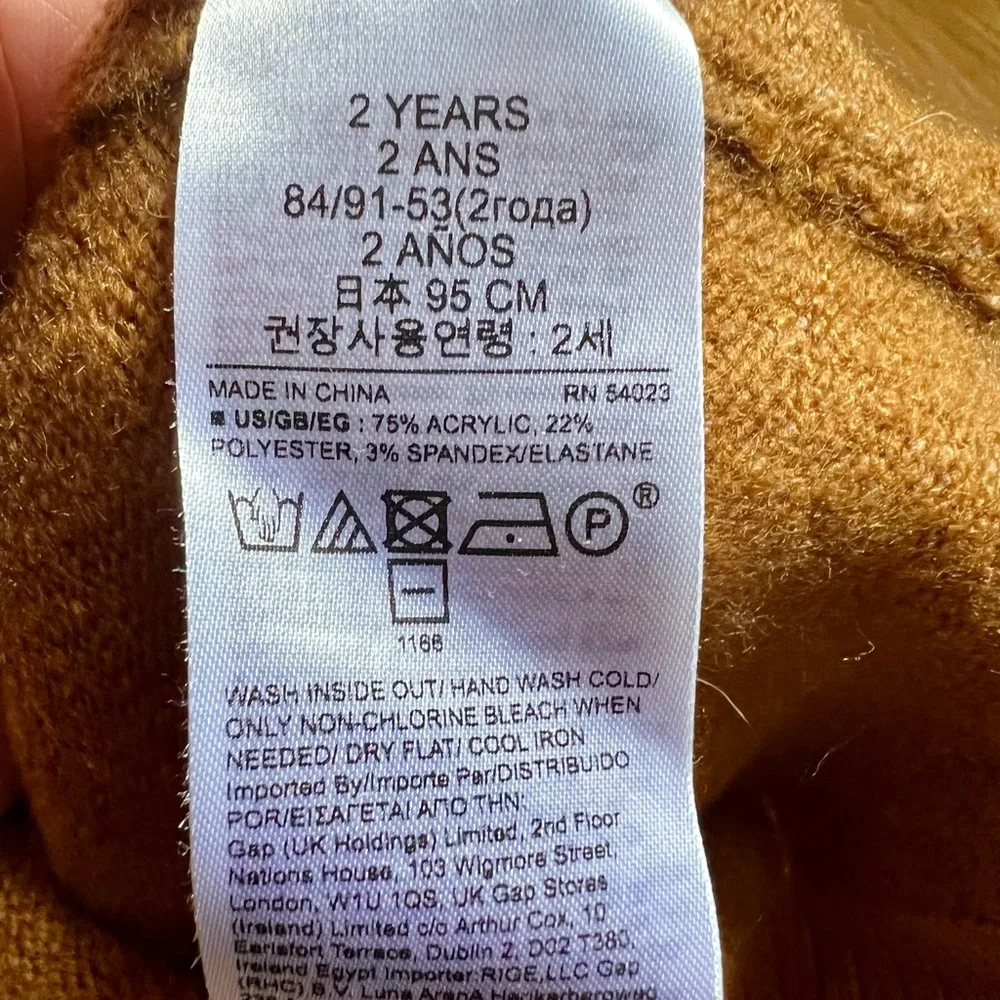 2 YEARS
2 ANS
84/91-53(2года)
2 AÑOS
日本 95 CM
권장사용연령 : 2세
MADE IN CHINA RN 54023
US/GB/EG : 75% ACRYLIC, 22%
POLYESTER, 3% SPANDEX/ELASTANE
P ®
1166
WASH INSIDE OUT/ HAND WASH COLD/
ONLY NON-CHLORINE BLEACH WHEN
NEEDED/ DRY FLAT/ COOL IRON
Imported By/Importe Par/DISTRIBUIDO
POR/ΕΙΣΑΓΕΤΑΙ ΑΠΟ ΤΗΝ:
Gap (UK Holdings) Limited, 2nd Floor
Nations House, 103 Wigmore Street,
London, W1U 1QS, UK Gap Stores
(Ireland) Limited c/o Arthur Cox, 10
Earlsfort Terrace, Dublin 2, D02 T380,
Ireland Egypt Importer:RIGE,LLC Gap
(RHC) B.V. Luna Arena